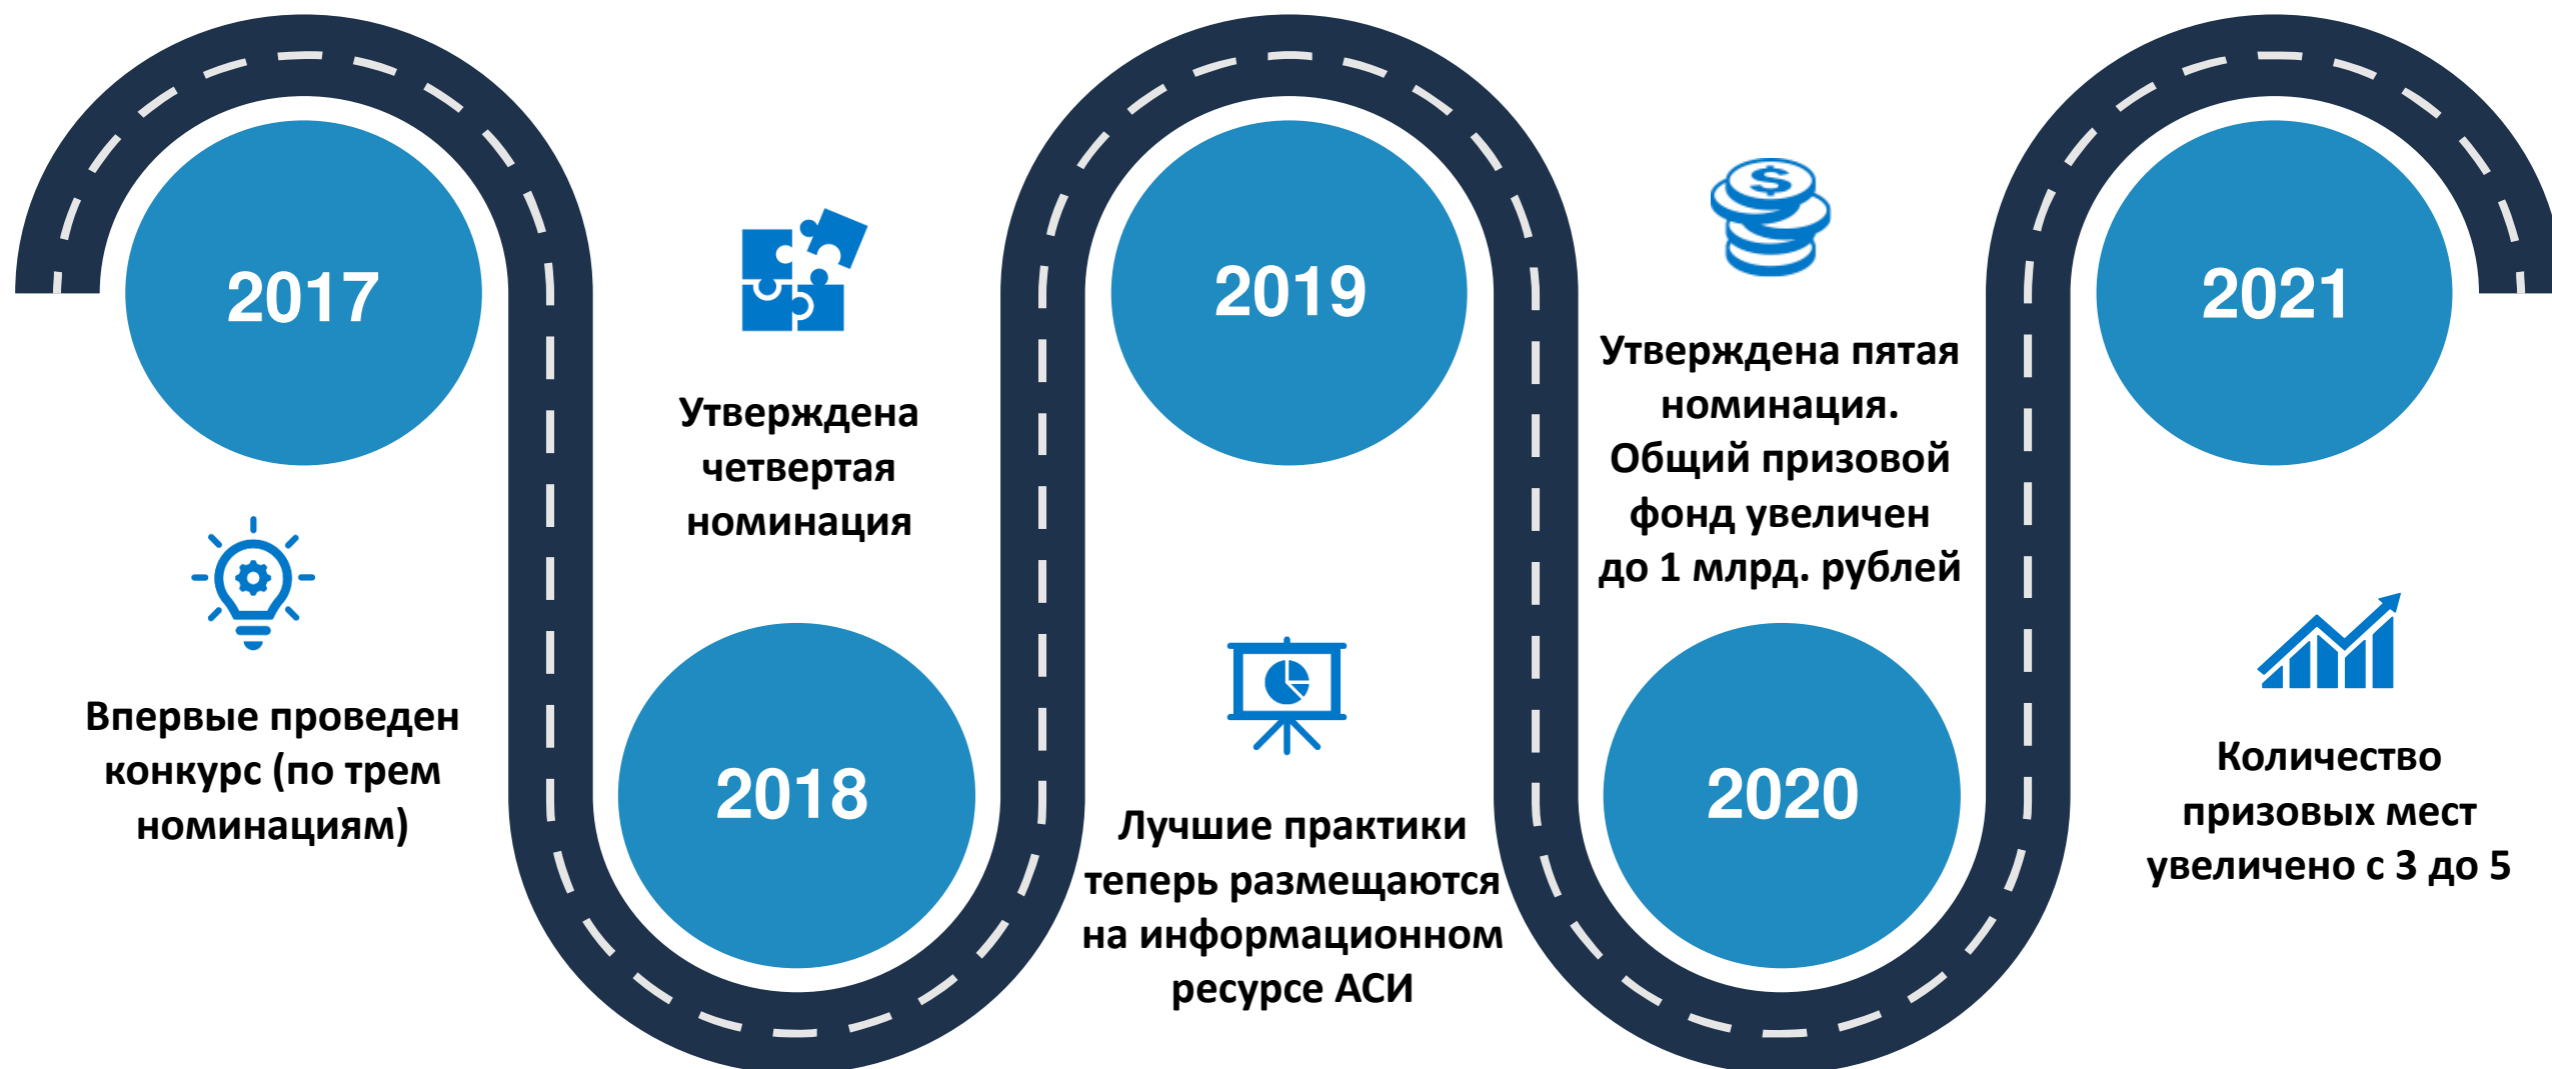 2017
Впервые проведен
конкурс (по трем
номинациям)
Утверждена
четвертая
номинация
2018
2019
Лучшие практики
теперь размещаются
на информационном
ресурсе АСИ
$
Утверждена пятая
номинация.
Общий призовой
фонд увеличен
до 1 млрд. рублей
2020
2021
Количество
призовых мест
увеличено с 3 до 5